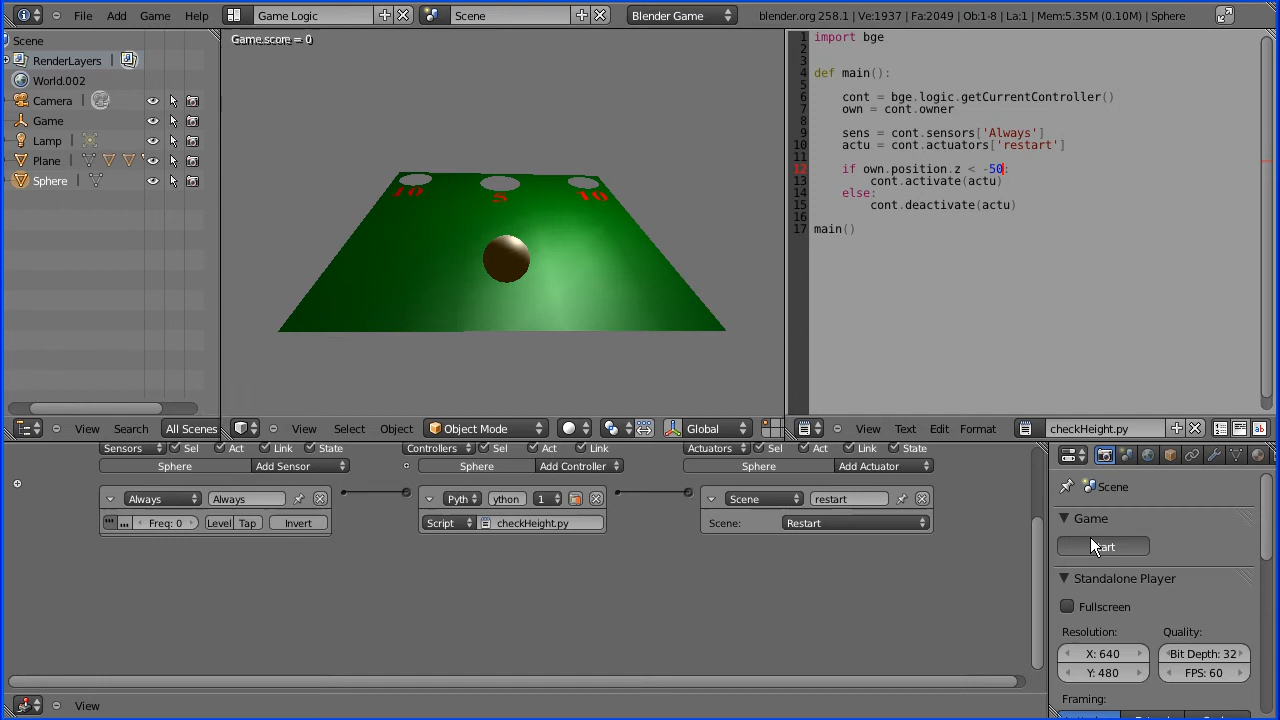 File Add Game Help Game Logic Scene Blender Game blender.org 258.1 | Ve:1937 | Fa:2049 | Ob:1-8 | La:1 | Mem:5.35M (0.10M) | Sphere
Scene
RenderLayers
World.002
Camera
Game
Lamp
Plane
Sphere
View Search All Scenes
Game.score = 0
10 5 10
View Select Object Object Mode Global
1 import bge
2
3
4 def main():
5
6 cont = bge.logic.getCurrentController()
7 own = cont.owner
8
9 sens = cont.sensors['Always']
10 actu = cont.actuators['restart']
11
12 if own.position.z < -50:
13 cont.activate(actu)
14 else:
15 cont.deactivate(actu)
16
17 main()
View Text Edit Format checkHeight.py
Sensors Sel Act Link State Controllers Sel Act Link Actuators Sel Act Link State
Sphere Add Sensor Sphere Add Controller Sphere Add Actuator
Always Always Pyth ython 1 Scene restart
Freq: 0 Level Tap Invert Script checkHeight.py Scene: Restart
View
Scene
Game
Standalone Player
Fullscreen
Resolution: Quality:
X: 640 Bit Depth: 32
Y: 480 FPS: 60
Framing: